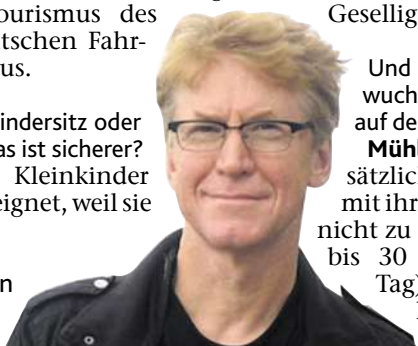 ourismus des
tschen Fahr-
us.
indersitz oder
as ist sicherer?
Kleinkinder
eignet, weil sie
n
Gesellig
Und
wuch
auf de
Mühl
sätzlic
mit ihr
nicht zu
bis 30
Tag)